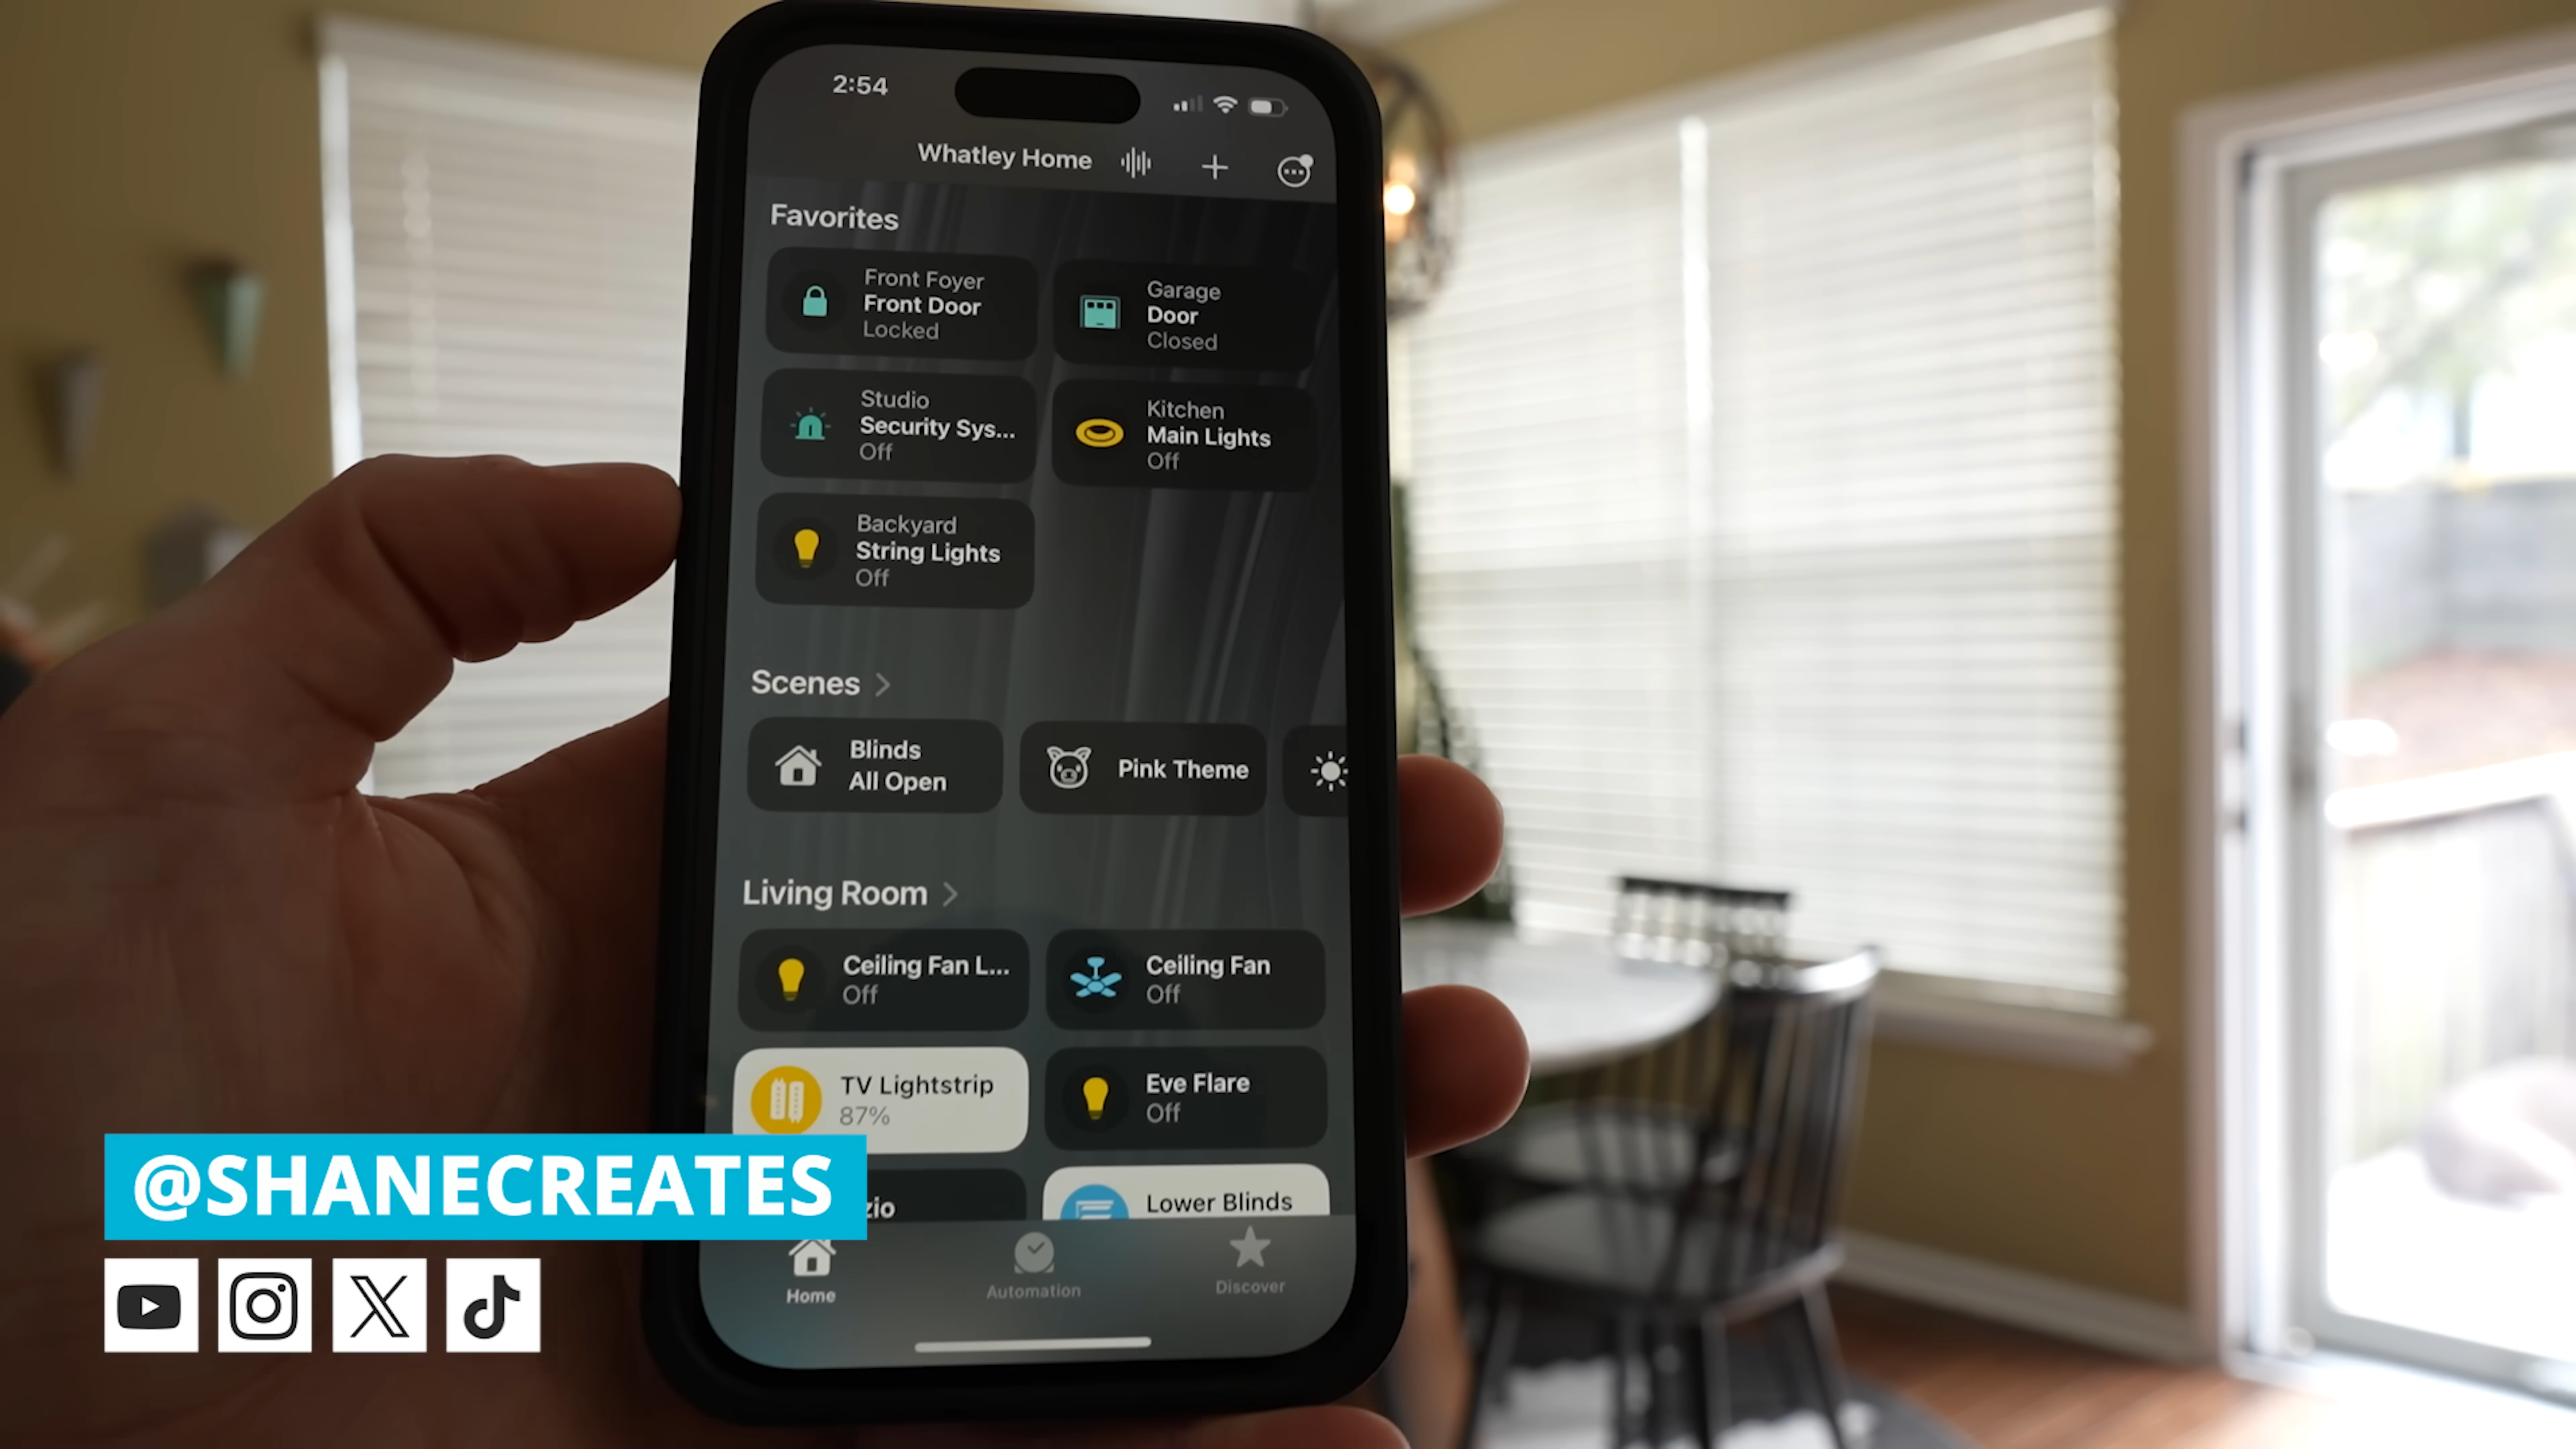 2:54
Whatley Home
Favorites
Front Foyer
Front Door
Locked
Garage
Door
Closed
Studio
Security Sys...
Off
Kitchen
Main Lights
Off
Backyard
String Lights
Off
Scenes
Blinds
All Open
Pink Theme
Living Room
Ceiling Fan L...
Off
Ceiling Fan
Off
TV Lightstrip
87%
Eve Flare
Off
zio
Lower Blinds
Home
Automation
Discover
@SHANECREATES